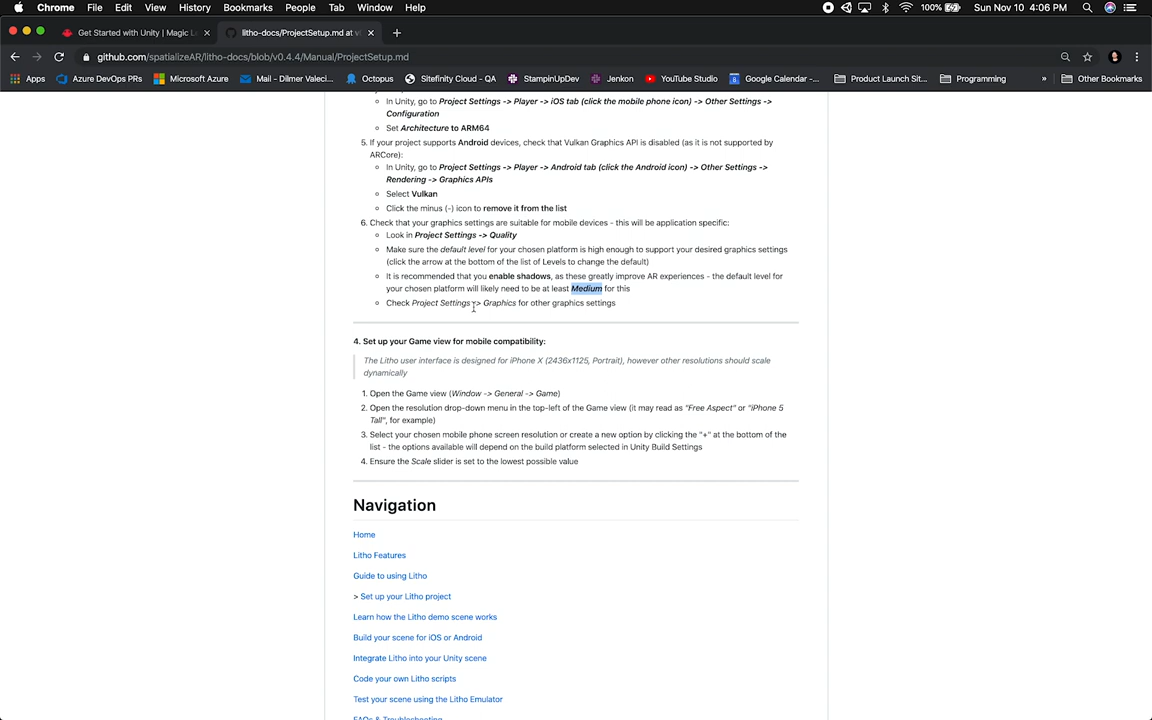 Chrome File Edit View History Bookmarks People Tab Window Help 100% Sun Nov 10 4:06 PM
Get Started with Unity | Magic L litho-docs/ProjectSetup.md at v
github.com/spatializeAR/litho-docs/blob/v0.4.4/Manual/ProjectSetup.md
Apps Azure DevOps PRs Microsoft Azure Mail - Dilmer Valeci... Octopus Sitefinity Cloud - QA StampinUpDev Jenkon YouTube Studio Google Calendar -... Product Launch Sit... Programming » Other Bookmarks
In Unity, go to Project Settings -> Player -> iOS tab (click the mobile phone icon) -> Other Settings ->
Configuration
Set Architecture to ARM64
5. If your project supports Android devices, check that Vulkan Graphics API is disabled (as it is not supported by
ARCore):
In Unity, go to Project Settings -> Player -> Android tab (click the Android icon) -> Other Settings ->
Rendering -> Graphics APIs
Select Vulkan
Click the minus (-) icon to remove it from the list
6. Check that your graphics settings are suitable for mobile devices - this will be application specific:
Look in Project Settings -> Quality
Make sure the default level for your chosen platform is high enough to support your desired graphics settings
(click the arrow at the bottom of the list of Levels to change the default)
It is recommended that you enable shadows, as these greatly improve AR experiences - the default level for
your chosen platform will likely need to be at least Medium for this
Check Project Settings -> Graphics for other graphics settings
4. Set up your Game view for mobile compatibility:
The Litho user interface is designed for iPhone X (2436x1125, Portrait), however other resolutions should scale
dynamically
1. Open the Game view (Window -> General -> Game)
2. Open the resolution drop-down menu in the top-left of the Game view (it may read as "Free Aspect" or "iPhone 5
Tall", for example)
3. Select your chosen mobile phone screen resolution or create a new option by clicking the "+" at the bottom of the
list - the options available will depend on the build platform selected in Unity Build Settings
4. Ensure the Scale slider is set to the lowest possible value
Navigation
Home
Litho Features
Guide to using Litho
> Set up your Litho project
Learn how the Litho demo scene works
Build your scene for iOS or Android
Integrate Litho into your Unity scene
Code your own Litho scripts
Test your scene using the Litho Emulator
FAQs & Troubleshooting